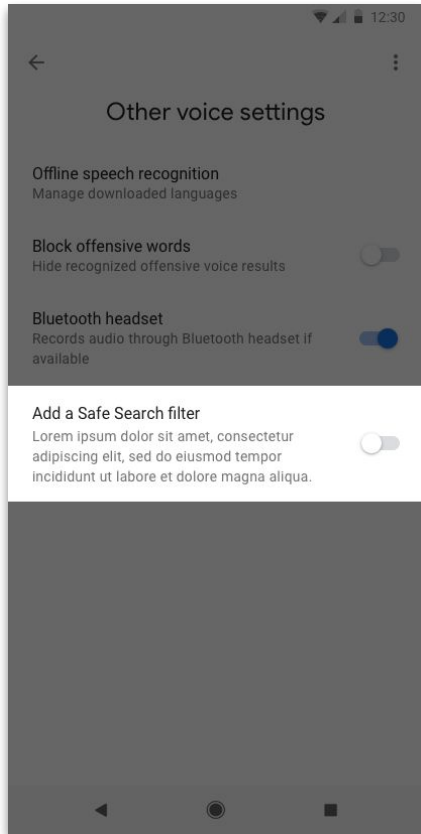 12:30
Other voice settings
Offline speech recognition
Manage downloaded languages
Block offensive words
Hide recognized offensive voice results
Bluetooth headset
Records audio through Bluetooth headset if
available
Add a Safe Search filter
Lorem ipsum dolor sit amet, consectetur
adipiscing elit, sed do eiusmod tempor
incididunt ut labore et dolore magna aliqua.